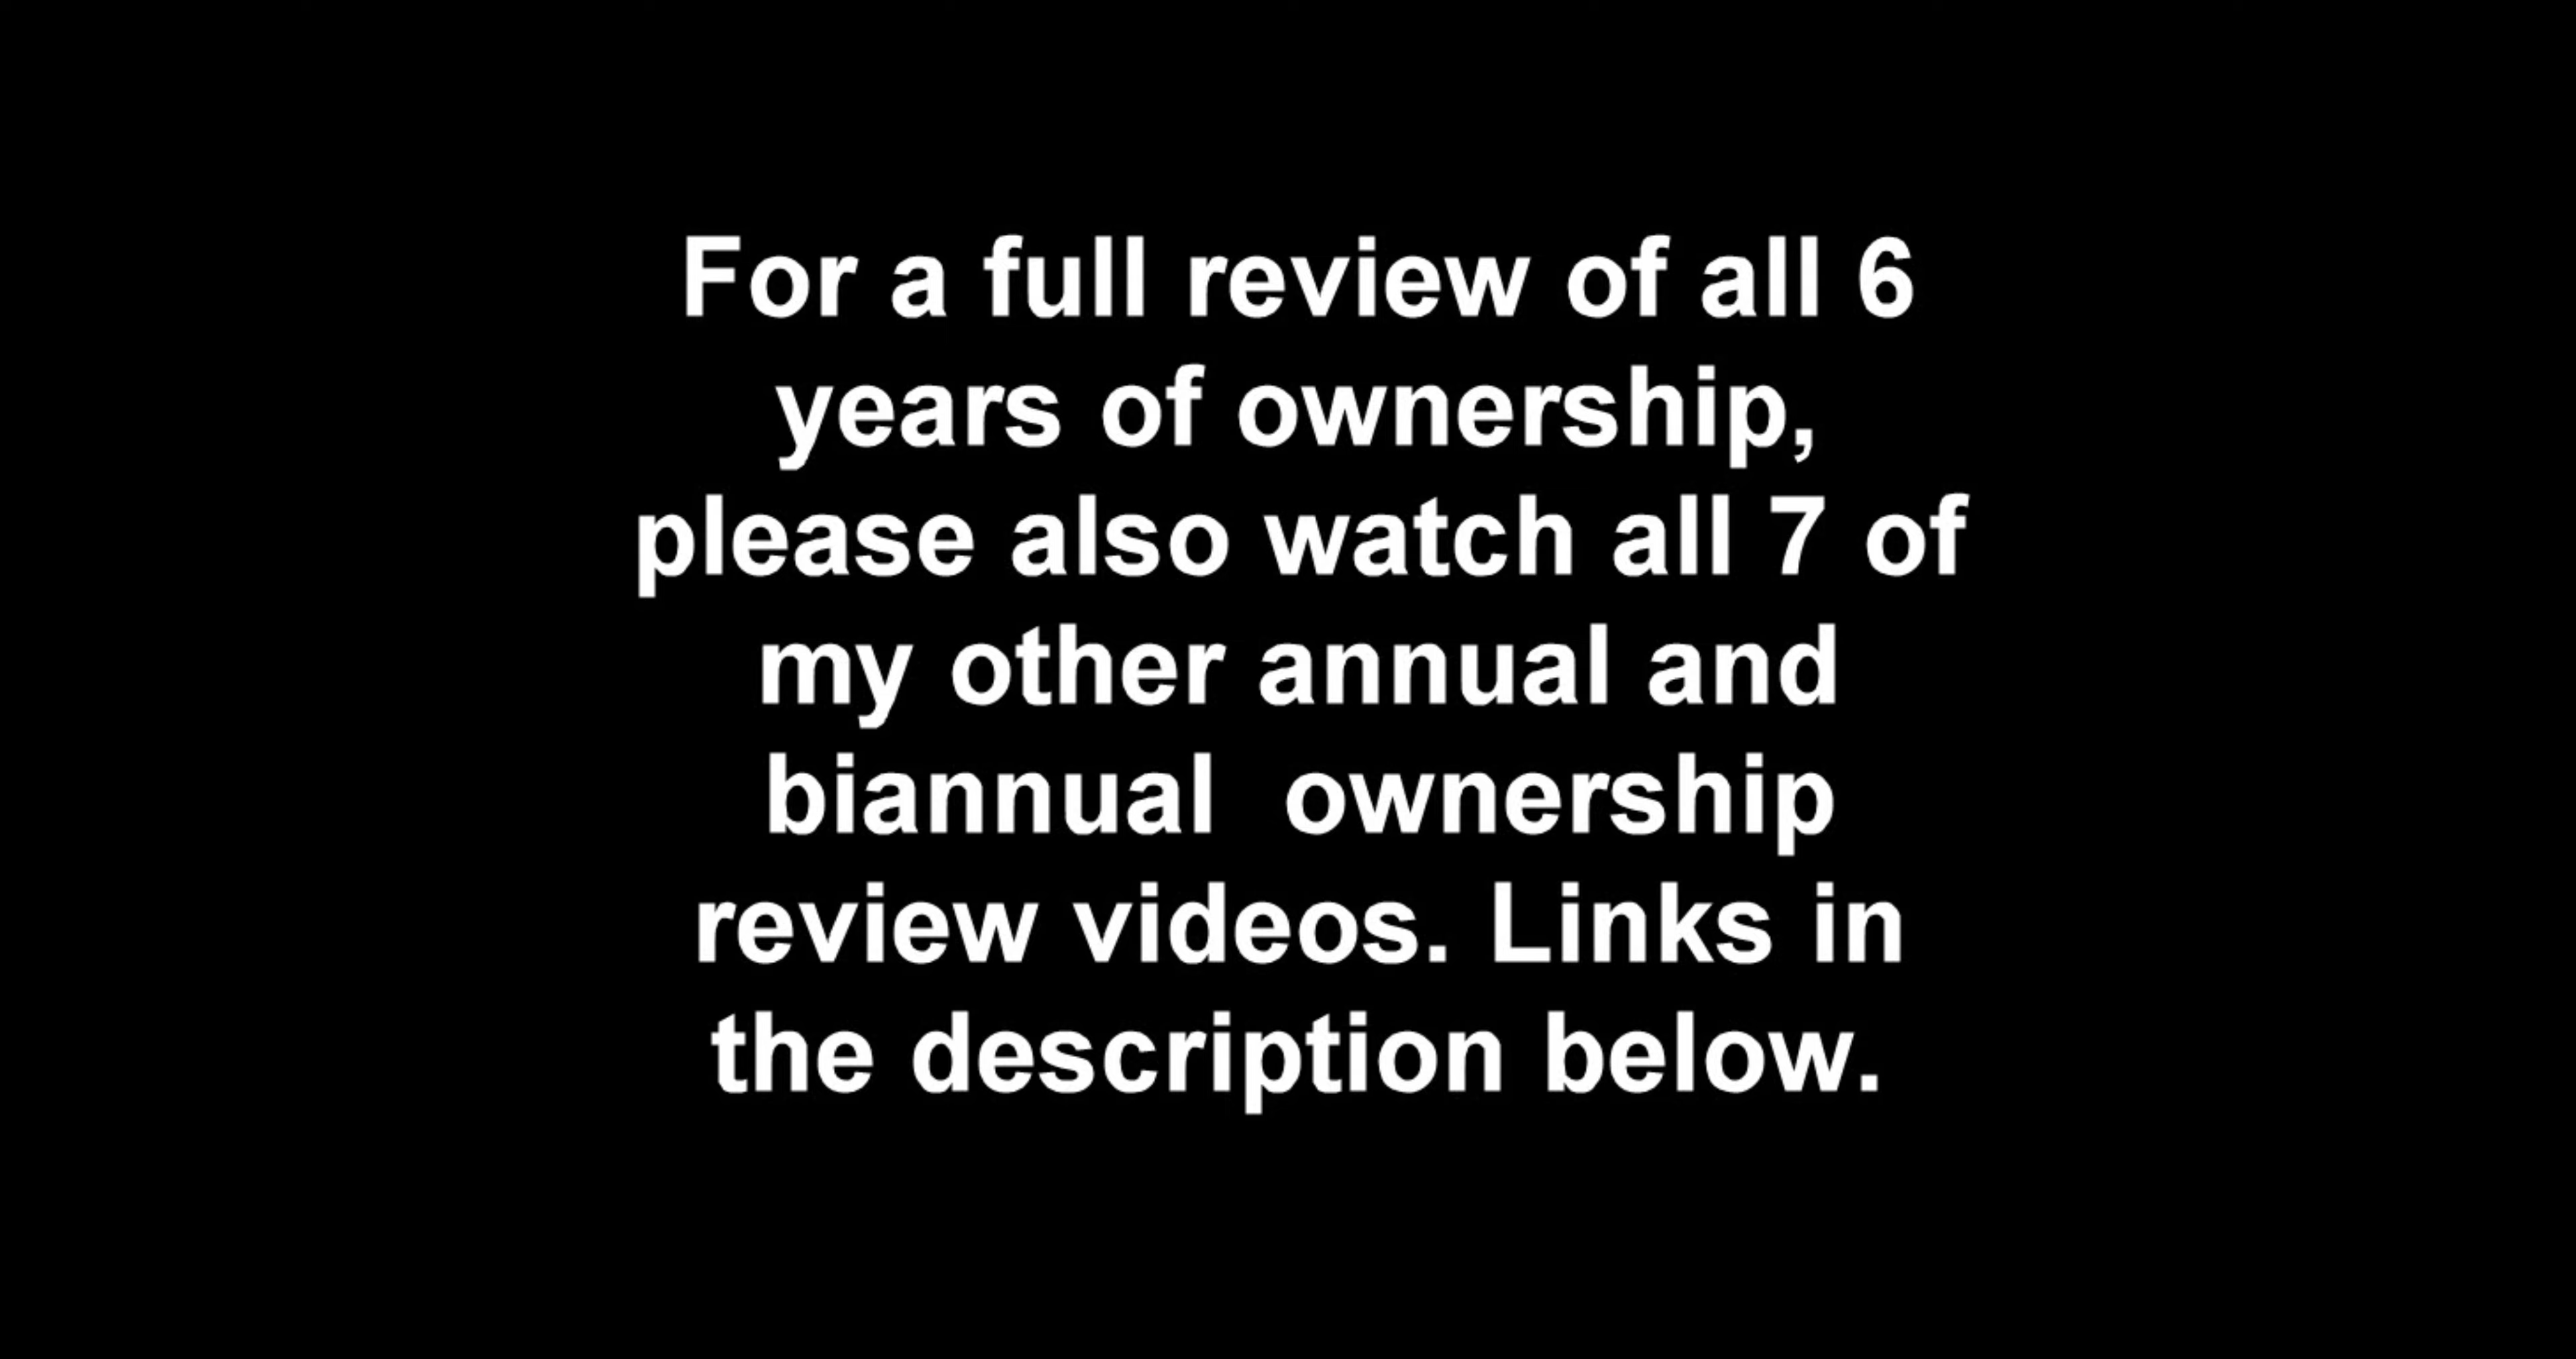 For a full review of all 6
years of ownership,
please also watch all 7 of
my other annual and
biannual  ownership
review videos. Links in
the description below.